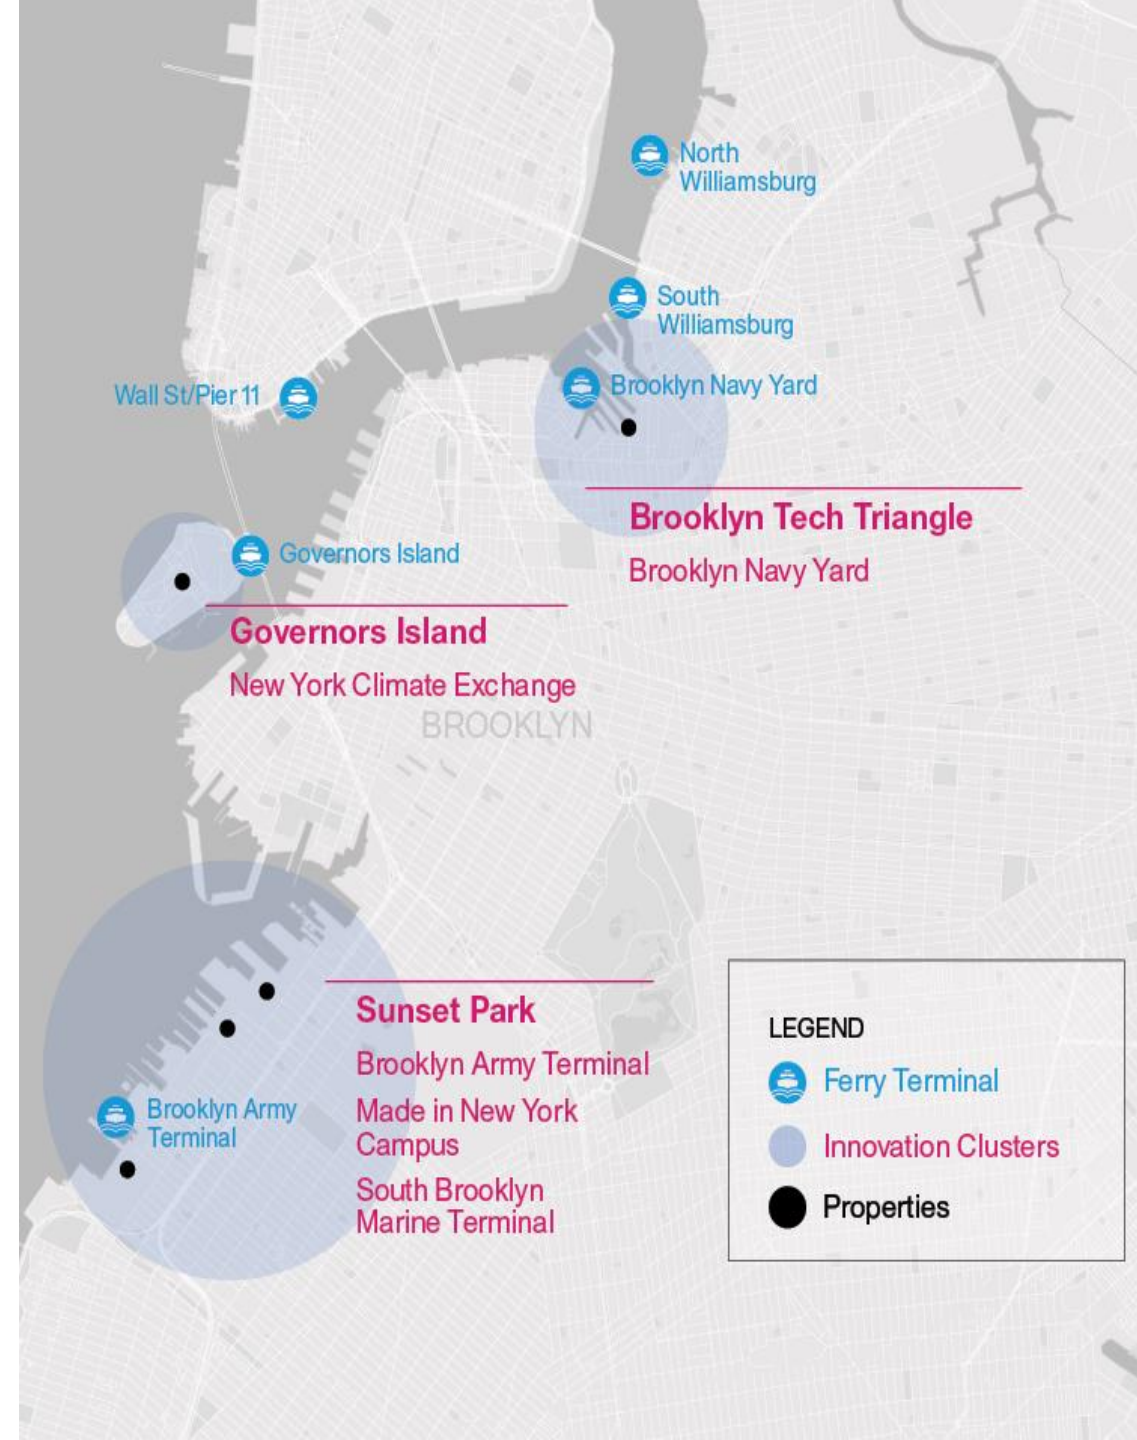 North
Williamsburg
South
Williamsburg
Wall St/Pier 11
Brooklyn Navy Yard
Brooklyn Tech Triangle
Brooklyn Navy Yard
Governors Island
Governors Island
New York Climate Exchange
BROOKLYN
Sunset Park
Brooklyn Army Terminal
Made in New York
Campus
South Brooklyn
Marine Terminal
Brooklyn Army
Terminal
LEGEND
Ferry Terminal
Innovation Clusters
Properties